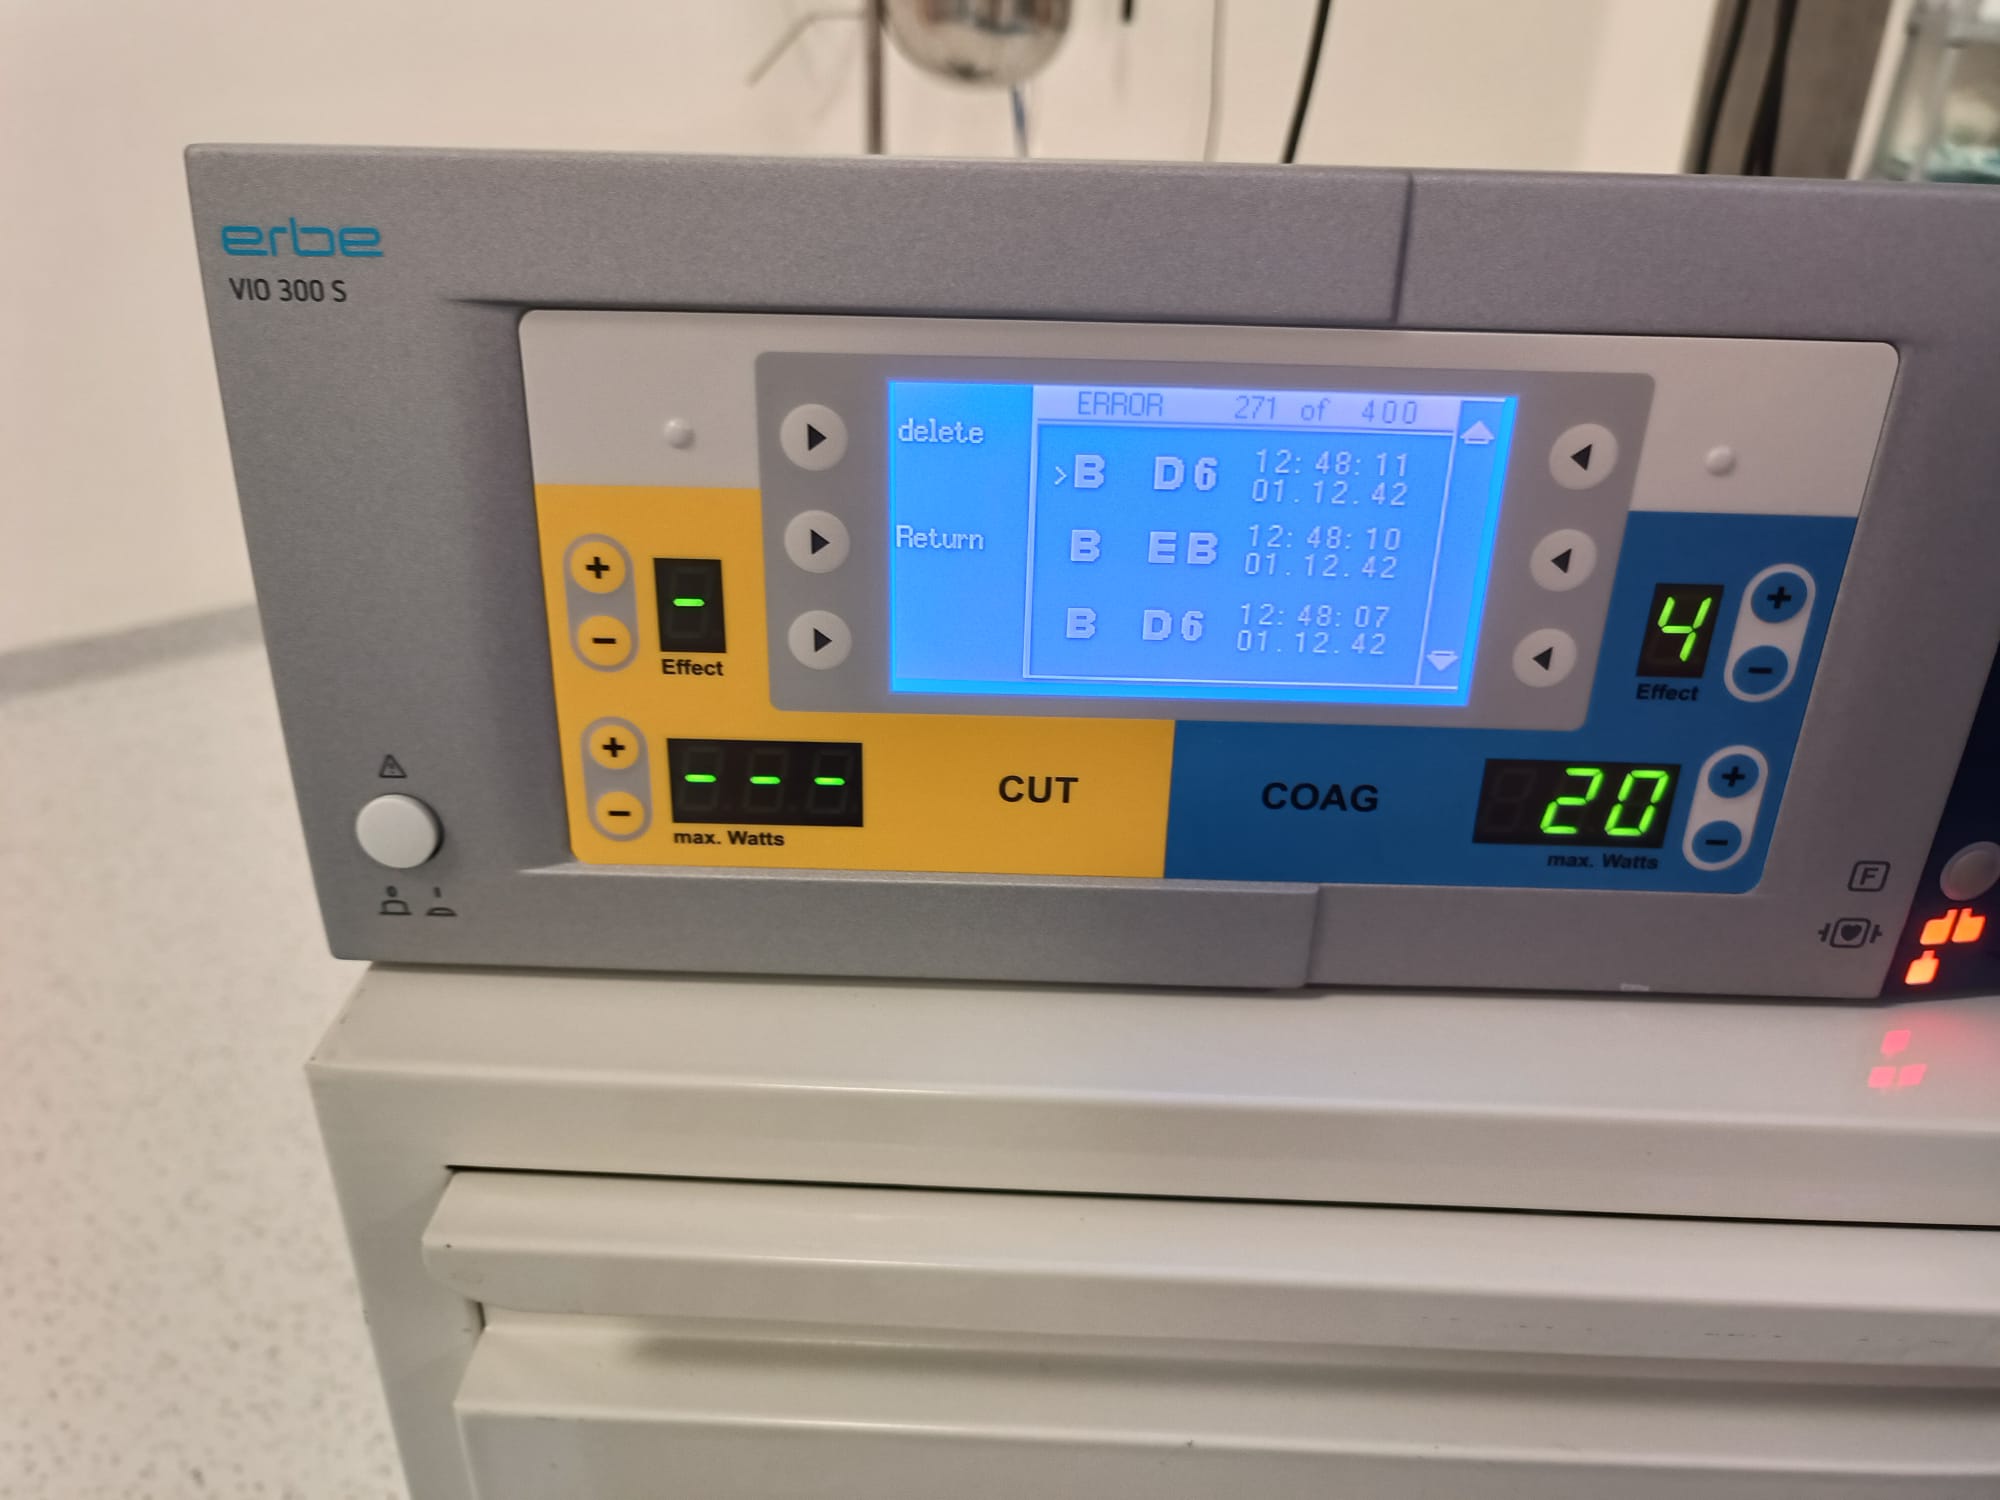 erbe
VIO 300 S
delete
Return
ERROR 271 of 400
>B D6 12:48:11
01.12.42
B EB 12:48:10
01.12.42
B D6 12:48:07
01.12.42
+
-
-
Effect
+
-
---
max. Watts
CUT
COAG
4
Effect
+
-
20
max. Watts
+
-
F